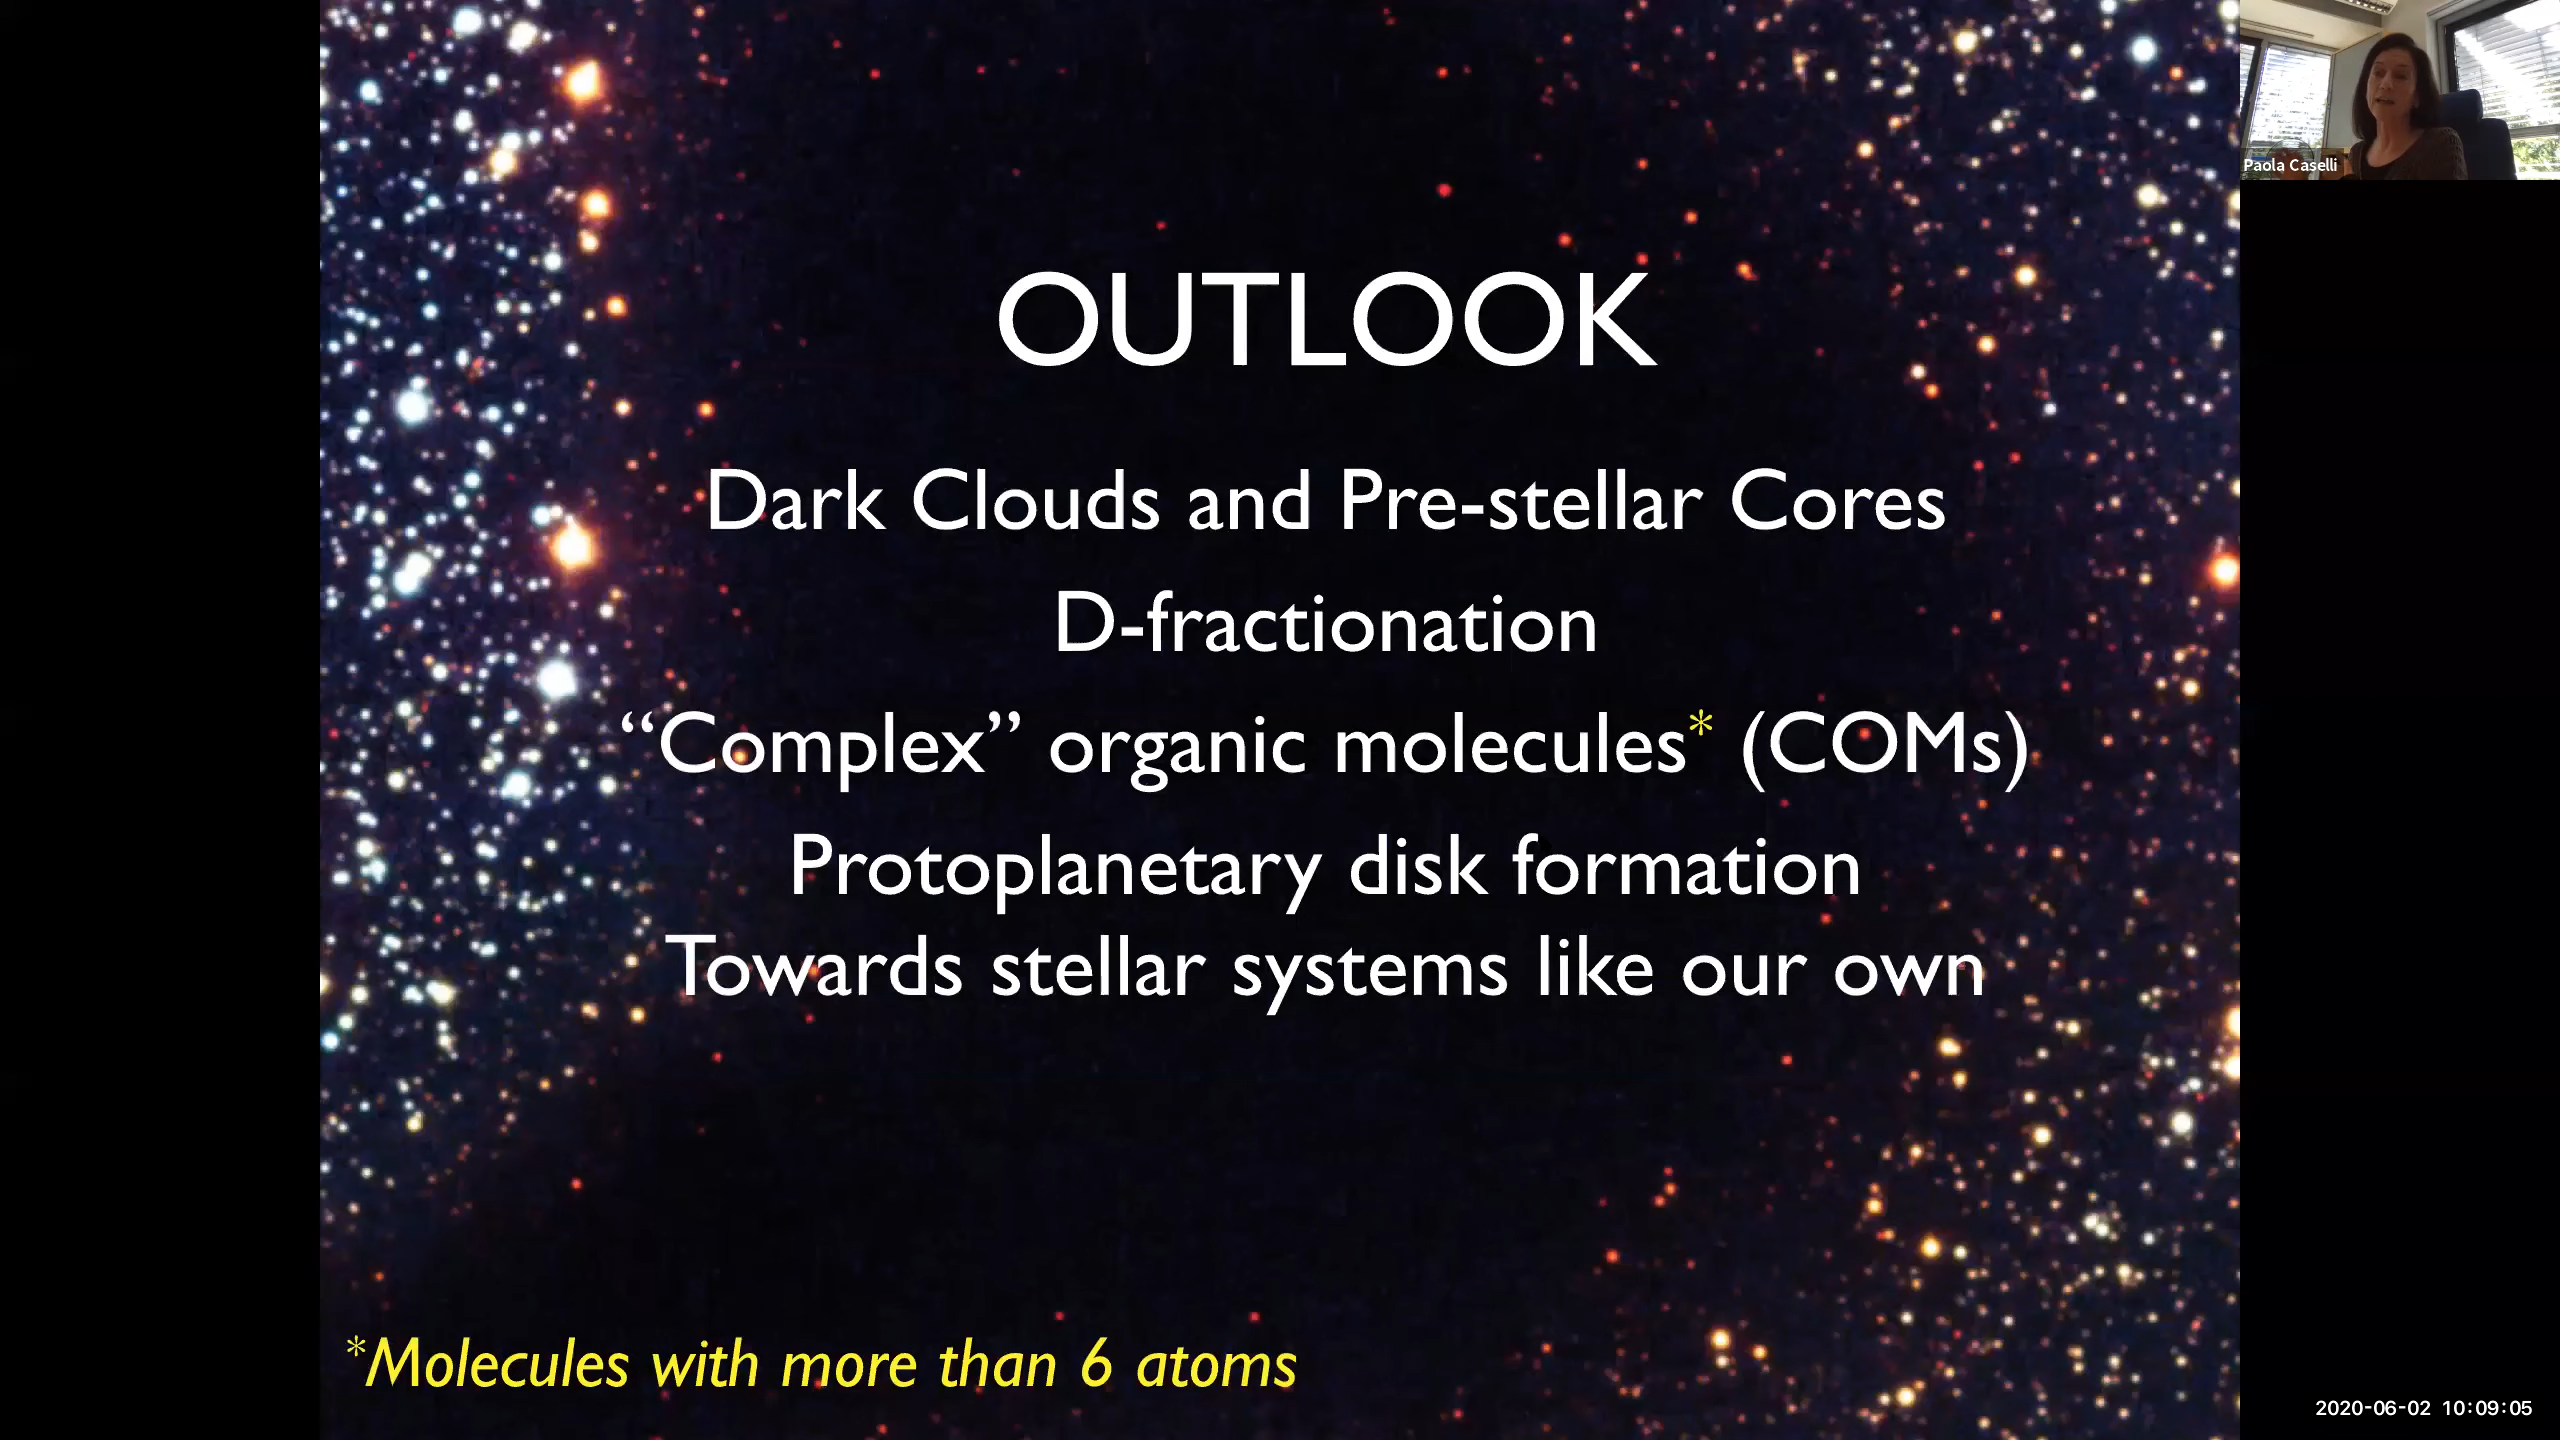 Paola Caselli
OUTLOOK
Dark Clouds and Pre-stellar Cores
D-fractionation
“Complex” organic molecules* (COMs)
Protoplanetary disk formation
Towards stellar systems like our own
*Molecules with more than 6 atoms
2020-06-02 10:09:05